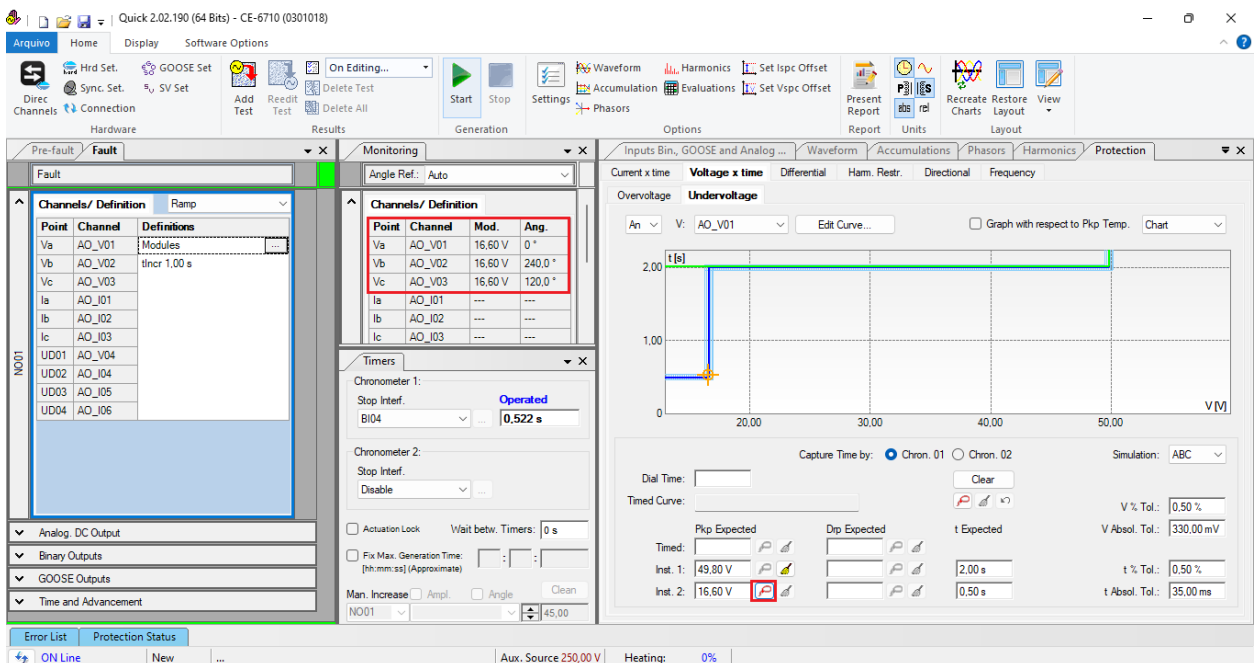 Quick 2.02.190 (64 Bits) - CE-6710 (0301018)
Arquivo Home Display Software Options
Direc Channels
Hrd Set.
Sync. Set.
Connection
GOOSE Set
SV Set
Hardware
Add Test
Reedit Test
On Editing...
Delete Test
Delete All
Results
Start
Stop
Generation
Settings
Waveform
Accumulation
Phasors
Harmonics
Evaluations
Set Ispc Offset
Set Vspc Offset
Options
Present Report
Report
abs rel
Units
Recreate Charts
Restore Layout
View
Layout
Pre-fault Fault
Fault
NO01
Channels/ Definition Ramp
Point Channel Definitions
Va AO_V01 Modules ...
Vb AO_V02 tIncr 1,00 s
Vc AO_V03
Ia AO_I01
Ib AO_I02
Ic AO_I03
UD01 AO_V04
UD02 AO_I04
UD03 AO_I05
UD04 AO_I06
Analog. DC Output
Binary Outputs
GOOSE Outputs
Time and Advancement
Monitoring
Angle Ref.: Auto
Channels/ Definition
Point Channel Mod. Ang.
Va AO_V01 16,60 V 0 °
Vb AO_V02 16,60 V 240,0 °
Vc AO_V03 16,60 V 120,0 °
Ia AO_I01 --- ---
Ib AO_I02 --- ---
Ic AO_I03 --- ---
Timers
Chronometer 1:
Stop Interf. Operated
BI04 ... 0,522 s
Chronometer 2:
Stop Interf.
Disable ...
Actuation Lock Wait betw. Timers: 0 s
Fix Max. Generation Time: : :
[hh:mm:ss] (Approximate)
Man. Increase Ampl. Angle Clean
NO01 45,00
Inputs Bin., GOOSE and Analog ... Waveform Accumulations Phasors Harmonics Protection
Current x time Voltage x time Differential Harm. Restr. Directional Frequency
Overvoltage Undervoltage
An V: AO_V01 Edit Curve... Graph with respect to Pkp Temp. Chart
t [s]
2,00
1,00
0
20,00 30,00 40,00 50,00
V [V]
Capture Time by: Chron. 01 Chron. 02 Simulation: ABC
Dial Time: Clear
Timed Curve:
V % Tol.: 0,50 %
Pkp Expected Drp Expected t Expected V Absol. Tol.: 330,00 mV
Timed:
Inst. 1: 49,80 V 2,00 s t % Tol.: 0,50 %
Inst. 2: 16,60 V 0,50 s t Absol. Tol.: 35,00 ms
Error List Protection Status
ON Line New ... Aux. Source 250,00 V Heating: 0%